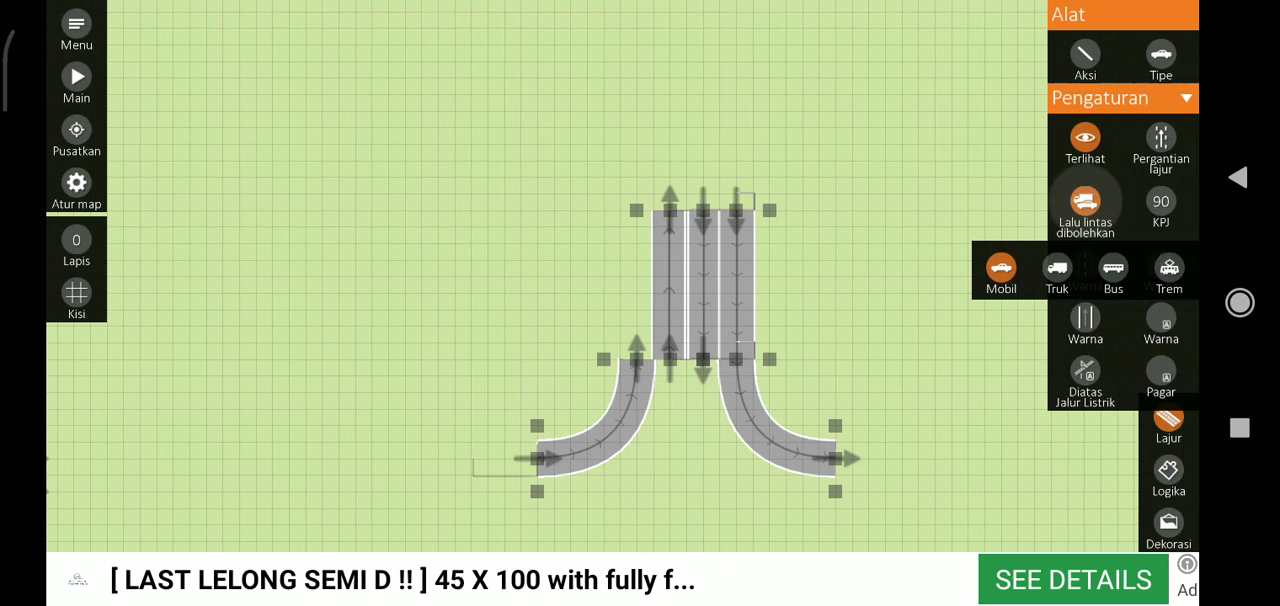 Menu
Main
Pusatkan
Atur map
0
Lapis
Kisi
Alat
Aksi
Tipe
Pengaturan
Terlihat
Pergantian
lajur
Lalu lintas
dibolehkan
90
KPJ
Mobil
Truk
Bus
Trem
Warna
A
Warna
A
Diatas
Jalur Listrik
A
Pagar
Lajur
Logika
Dekorasi
[ LAST LELONG SEMI D !! ] 45 X 100 with fully f...
SEE DETAILS
Ad